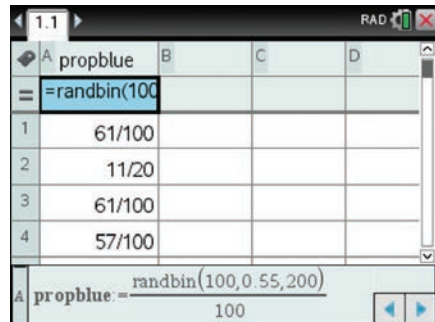 1.1 RAD
A propblue B C D
= =randbin(100
1 61/100
2 11/20
3 61/100
4 57/100
A propblue:=randbin(100,0.55,200)
100